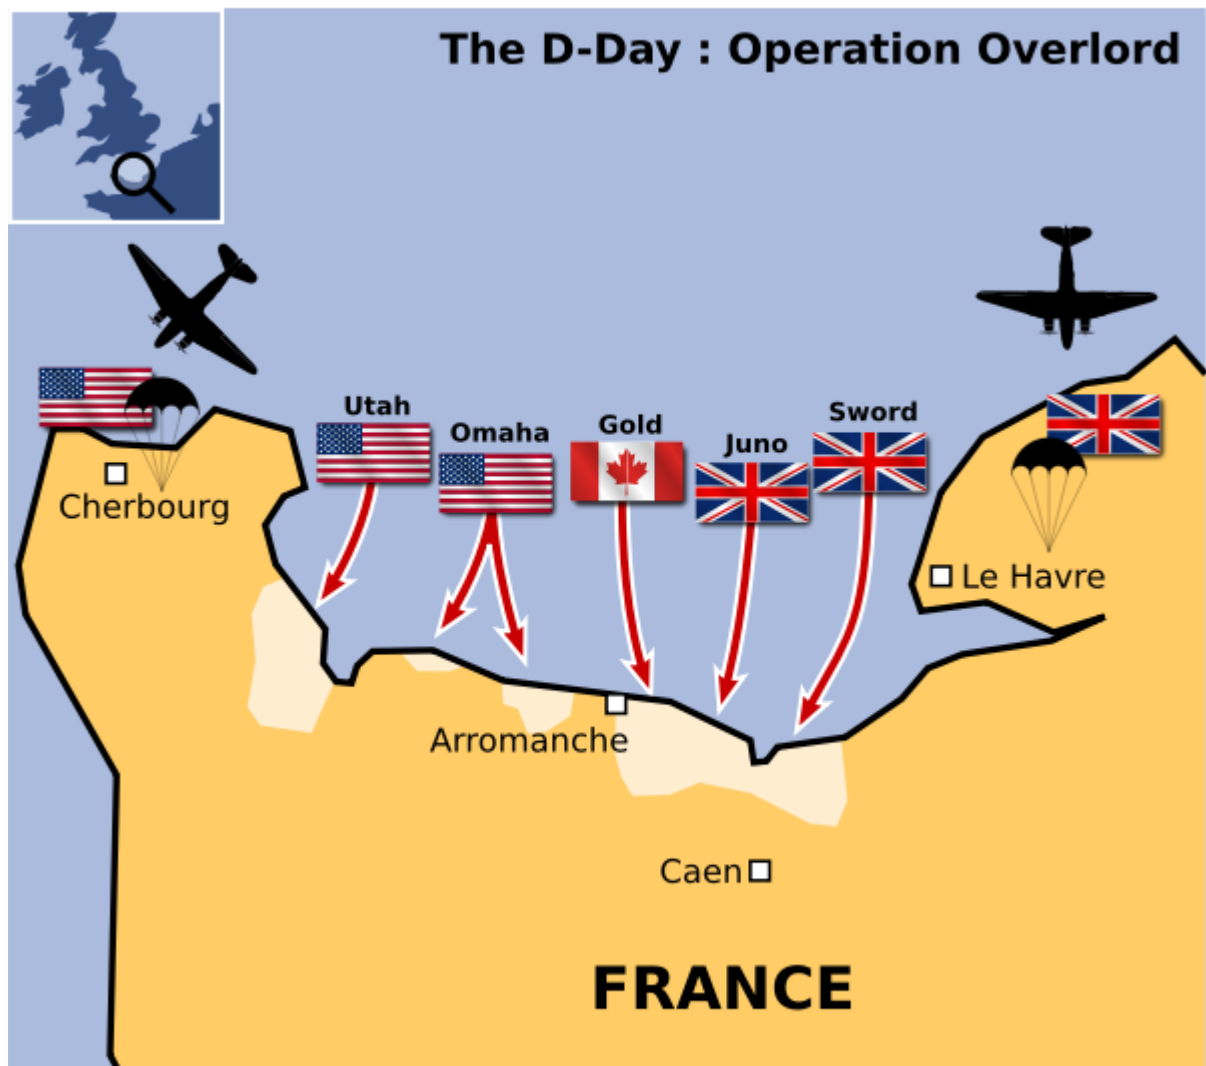 The D-Day : Operation Overlord
Utah
Omaha
Gold
Juno
Sword
Cherbourg
Le Havre
Arromanche
Caen
FRANCE